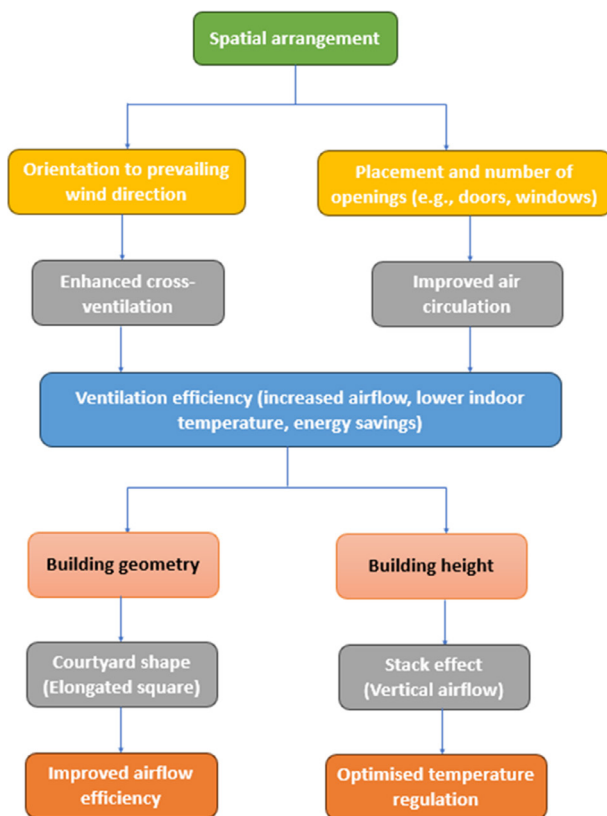 Spatial arrangement
Orientation to prevailing
wind direction
Placement and number of
openings (e.g., doors, windows)
Enhanced cross-
ventilation
Improved air
circulation
Ventilation efficiency (increased airflow, lower indoor
temperature, energy savings)
Building geometry
Building height
Courtyard shape
(Elongated square)
Stack effect
(Vertical airflow)
Improved airflow
efficiency
Optimised temperature
regulation